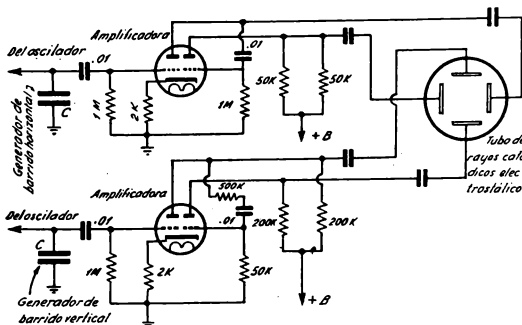 Amplificadora
Del oscilador
.01
.01
C
1M
2K
1M
50K
50K
+B
Generador de
barrido horizontal
Tubo de
rayos cató
dicos elec
trostático
Amplificadora
500K
Del oscilador
.01
.01
C
1M
2K
50K
200K
200K
+B
Generador de
barrido vertical